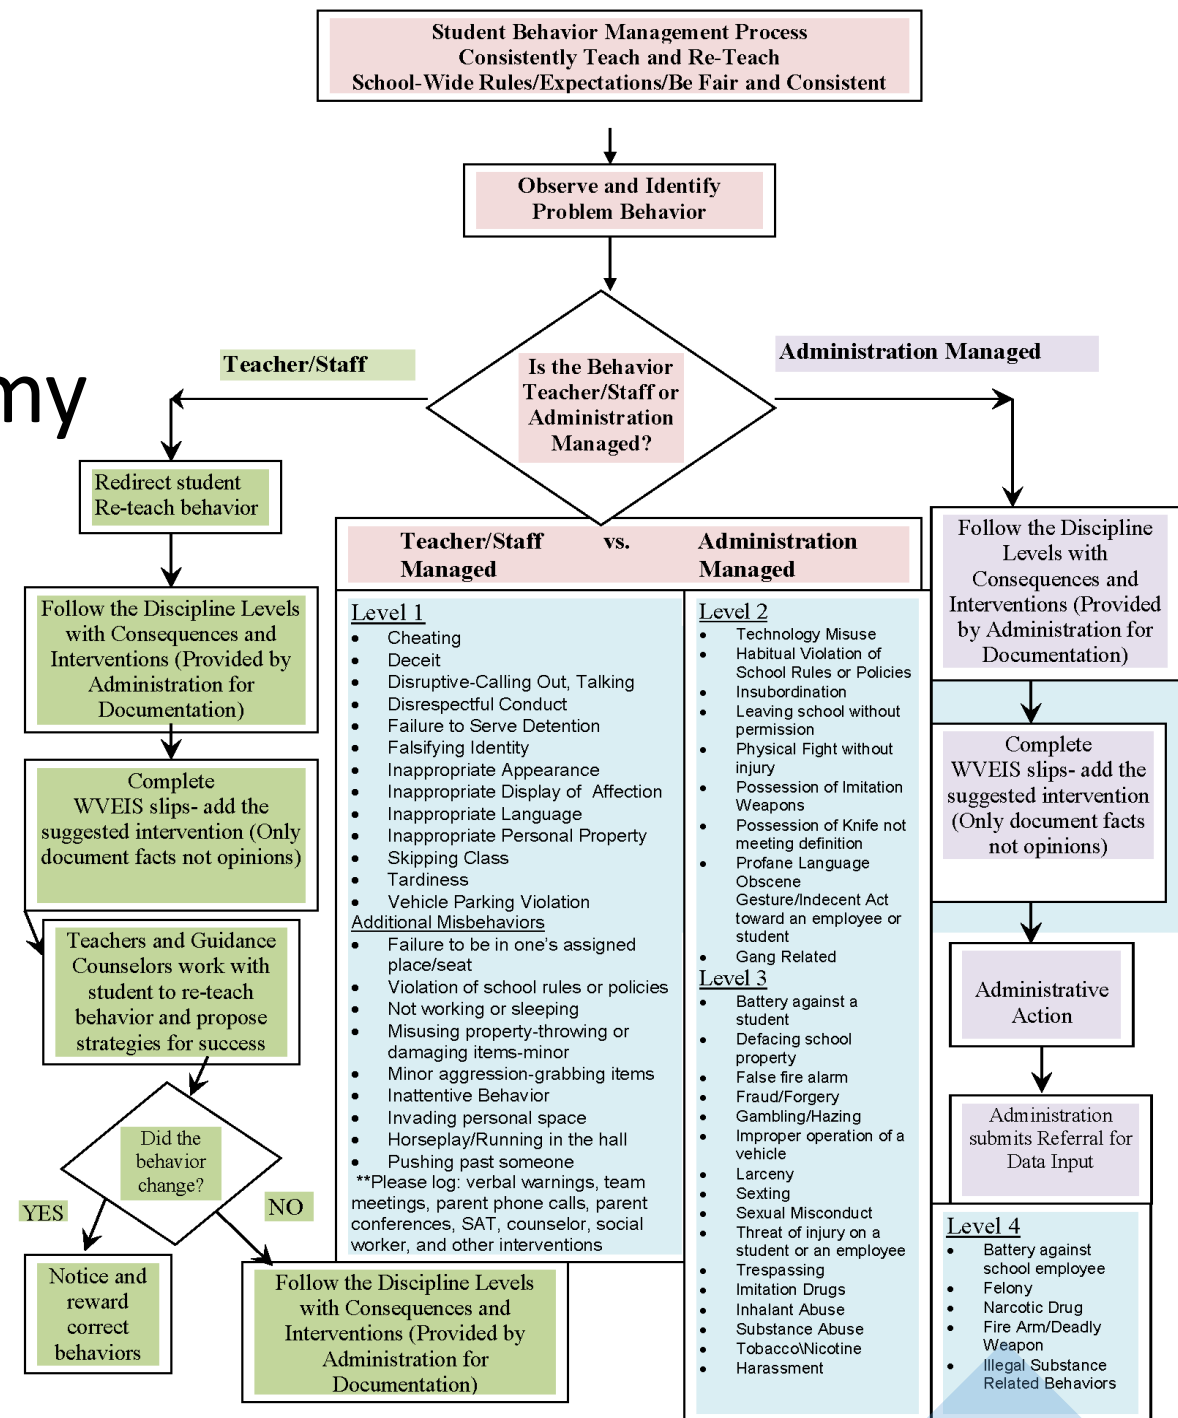 Student Behavior Management Process
Consistently Teach and Re-Teach
School-Wide Rules/Expectations/Be Fair and Consistent
Observe and Identify
Problem Behavior
Is the Behavior
Teacher/Staff or
Administration
Managed?
Teacher/Staff
Administration Managed
my
Redirect student
Re-teach behavior
Follow the Discipline Levels
with Consequences and
Interventions (Provided by
Administration for
Documentation)
Complete
WVEIS slips- add the
suggested intervention (Only
document facts not opinions)
Teachers and Guidance
Counselors work with
student to re-teach
behavior and propose
strategies for success
Did the
behavior
change?
YES
NO
Notice and
reward
correct
behaviors
Follow the Discipline Levels
with Consequences and
Interventions (Provided by
Administration for
Documentation)
Teacher/Staff vs. Administration
Managed Managed
Level 1
• Cheating
• Deceit
• Disruptive-Calling Out, Talking
• Disrespectful Conduct
• Failure to Serve Detention
• Falsifying Identity
• Inappropriate Appearance
• Inappropriate Display of Affection
• Inappropriate Language
• Inappropriate Personal Property
• Skipping Class
• Tardiness
• Vehicle Parking Violation
Additional Misbehaviors
• Failure to be in one's assigned
place/seat
• Violation of school rules or policies
• Not working or sleeping
• Misusing property-throwing or
damaging items-minor
• Minor aggression-grabbing items
• Inattentive Behavior
• Invading personal space
• Horseplay/Running in the hall
• Pushing past someone
**Please log: verbal warnings, team
meetings, parent phone calls, parent
conferences, SAT, counselor, social
worker, and other interventions
Level 2
• Technology Misuse
• Habitual Violation of
School Rules or Policies
• Insubordination
• Leaving school without
permission
• Physical Fight without
injury
• Possession of Imitation
Weapons
• Possession of Knife not
meeting definition
• Profane Language
Obscene
Gesture/Indecent Act
toward an employee or
student
• Gang Related
Level 3
• Battery against a
student
• Defacing school
property
• False fire alarm
• Fraud/Forgery
• Gambling/Hazing
• Improper operation of a
vehicle
• Larceny
• Sexting
• Sexual Misconduct
• Threat of injury on a
student or an employee
• Trespassing
• Imitation Drugs
• Inhalant Abuse
• Substance Abuse
• Tobacco\Nicotine
• Harassment
Follow the Discipline
Levels with
Consequences and
Interventions (Provided
by Administration for
Documentation)
Complete
WVEIS slips- add the
suggested intervention
(Only document facts
not opinions)
Administrative
Action
Administration
submits Referral for
Data Input
Level 4
• Battery against
school employee
• Felony
• Narcotic Drug
• Fire Arm/Deadly
Weapon
• Illegal Substance
Related Behaviors